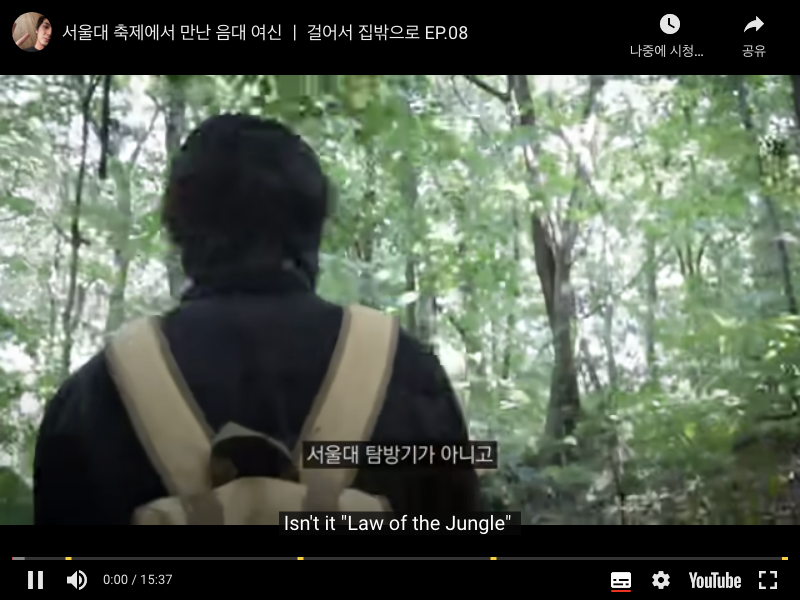 서울대 축제에서 만난 음대 여신 | 걸어서 집밖으로 EP.08
나중에 시청...
공유
서울대 탐방기가 아니고
Isn't it "Law of the Jungle"
0:00 / 15:37
YouTube